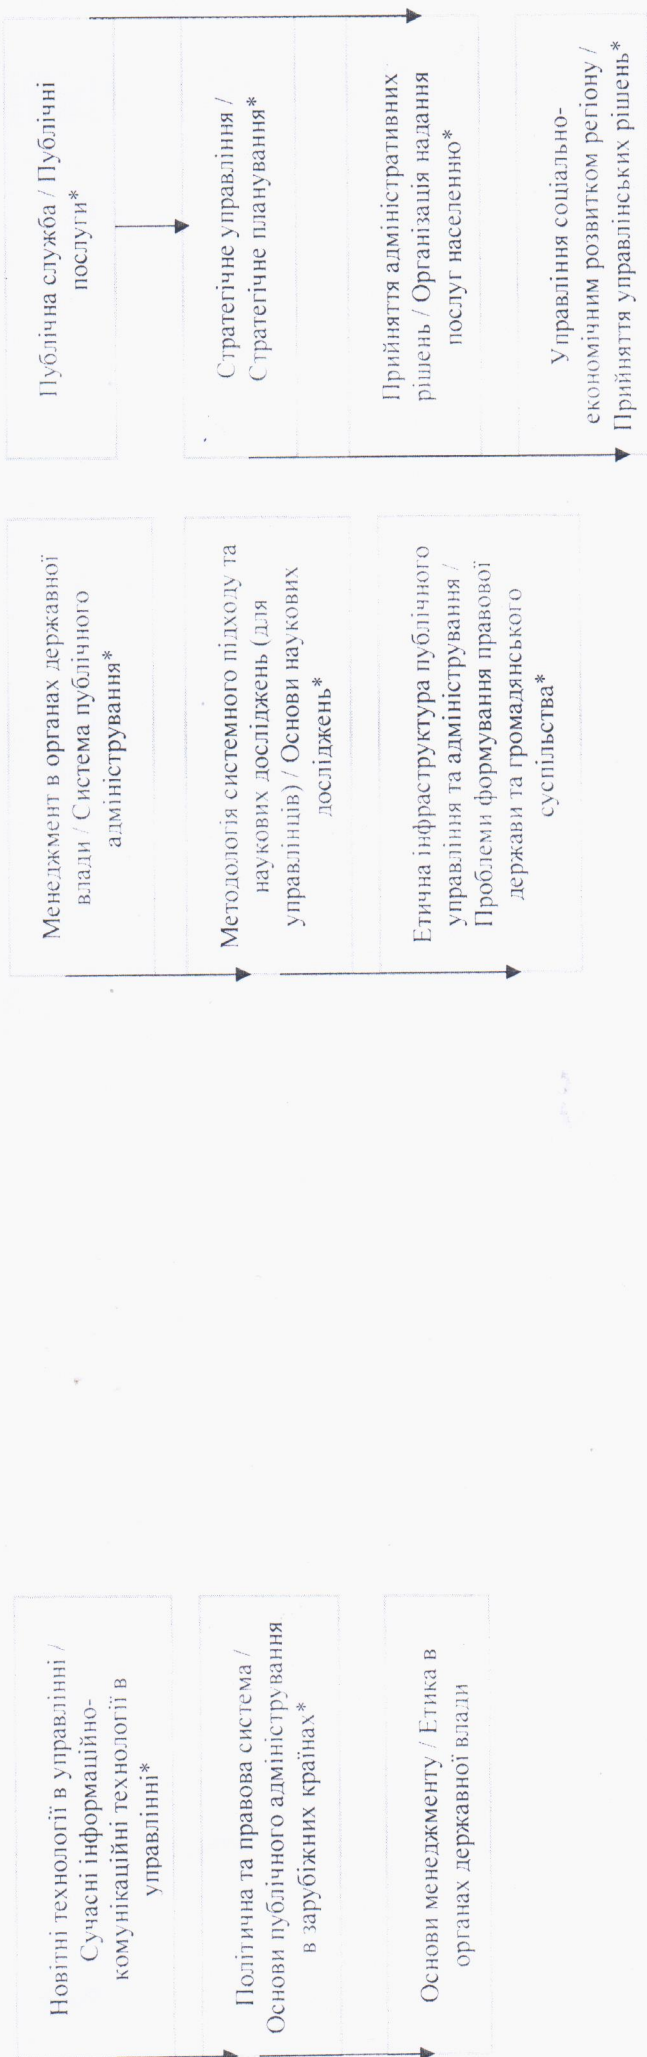 Новітні технології в управлінні /
Сучасні інформаційно-
комунікаційні технології в
управлінні*
Політична та правова система /
Основи публічного адміністрування
в зарубіжних країнах*
Основи менеджменту / Етика в
органах державної влади
Менеджмент в органах державної
влади / Система публічного
адміністрування*
Методологія системного підходу та
наукових досліджень (для
управлінців) / Основи наукових
досліджень*
Етична інфраструктура публічного
управління та адміністрування /
Проблеми формування правової
держави та громадянського
суспільства*
Публічна служба / Публічні
послуги*
Стратегічне управління /
Стратегічне планування*
Прийняття адміністративних
рішень / Організація надання
послуг населенню*
Управління соціально-
економічним розвитком регіону /
Прийняття управлінських рішень*